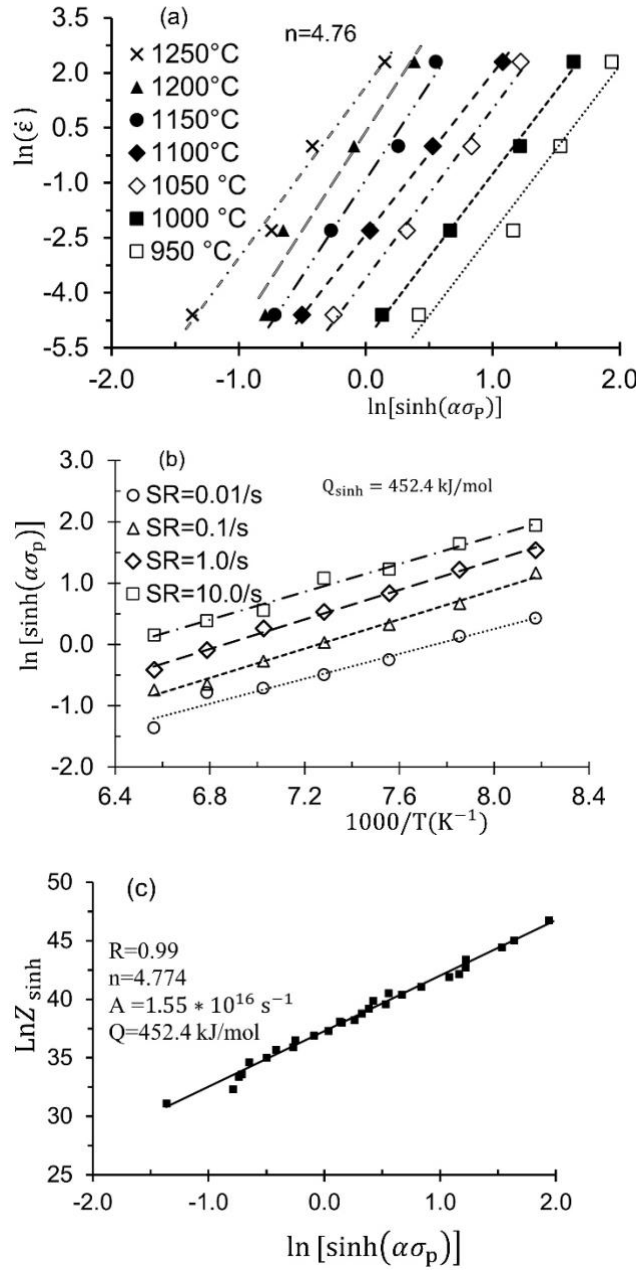 (a)
n=4.76
3.5
2.0
0.5
-1.0
-2.5
-4.0
-5.5
ln(ε̇)
1250°C
1200°C
1150°C
1100°C
1050 °C
1000 °C
950 °C
-2.0 -1.0 0.0 1.0 2.0
ln[sinh(ασ_P)]
(b)
Q_sinh = 452.4 kJ/mol
3.0
2.0
1.0
0.0
-1.0
-2.0
ln [sinh(ασ_p)]
SR=0.01/s
SR=0.1/s
SR=1.0/s
SR=10.0/s
6.4 6.8 7.2 7.6 8.0 8.4
1000/T(K⁻¹)
(c)
50
45
40
35
30
25
LnZ_sinh
R=0.99
n=4.774
A =1.55 * 10¹⁶ s⁻¹
Q=452.4 kJ/mol
-2.0 -1.0 0.0 1.0 2.0
ln [sinh(ασ_p)]